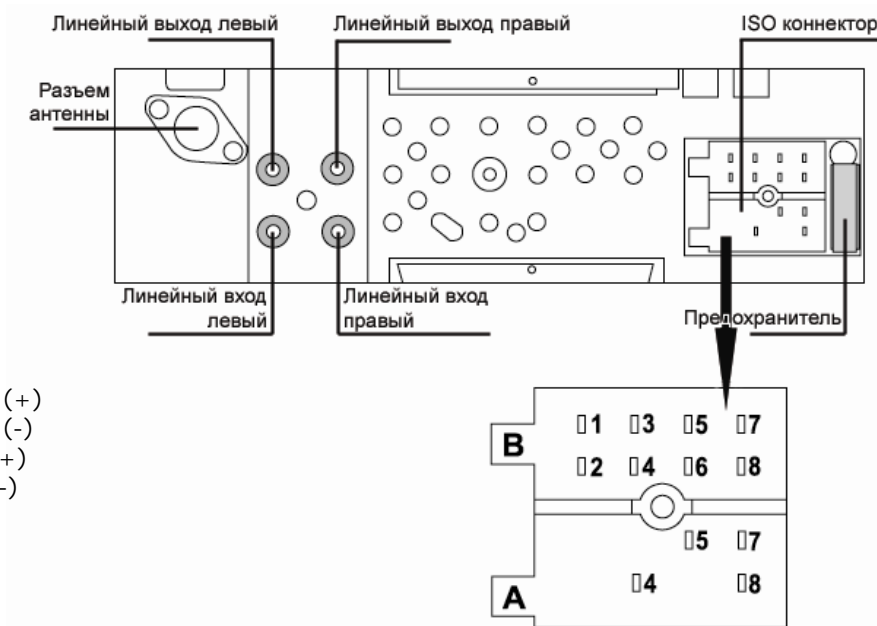 Линейный выход левый
Линейный выход правый
ISO коннектор
Разъем
антенны
Линейный вход
левый
Линейный вход
правый
Предохранитель
(+)
(-)
+)
-)
B
1 3 5 7
2 4 6 8
5 7
A
4 8